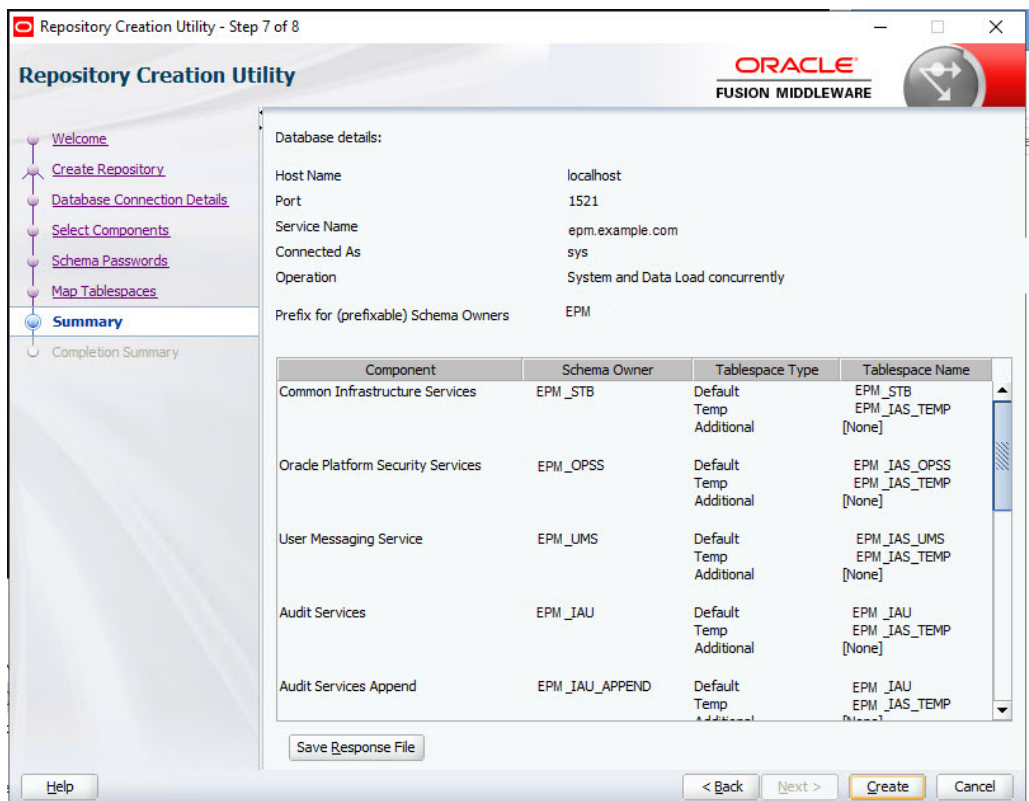 Repository Creation Utility - Step 7 of 8
Repository Creation Utility
ORACLE
FUSION MIDDLEWARE
Welcome
Create Repository
Database Connection Details
Select Components
Schema Passwords
Map Tablespaces
Summary
Completion Summary
Database details:
Host Name localhost
Port 1521
Service Name epm.example.com
Connected As sys
Operation System and Data Load concurrently
Prefix for (prefixable) Schema Owners EPM
Component Schema Owner Tablespace Type Tablespace Name
Common Infrastructure Services EPM_STB Default EPM_STB
Temp EPM_IAS_TEMP
Additional [None]
Oracle Platform Security Services EPM_OPSS Default EPM_IAS_OPSS
Temp EPM_IAS_TEMP
Additional [None]
User Messaging Service EPM_UMS Default EPM_IAS_UMS
Temp EPM_IAS_TEMP
Additional [None]
Audit Services EPM_IAU Default EPM_IAU
Temp EPM_IAS_TEMP
Additional [None]
Audit Services Append EPM_IAU_APPEND Default EPM_IAU
Temp EPM_IAS_TEMP
Save Response File
Help
< Back Next > Create Cancel